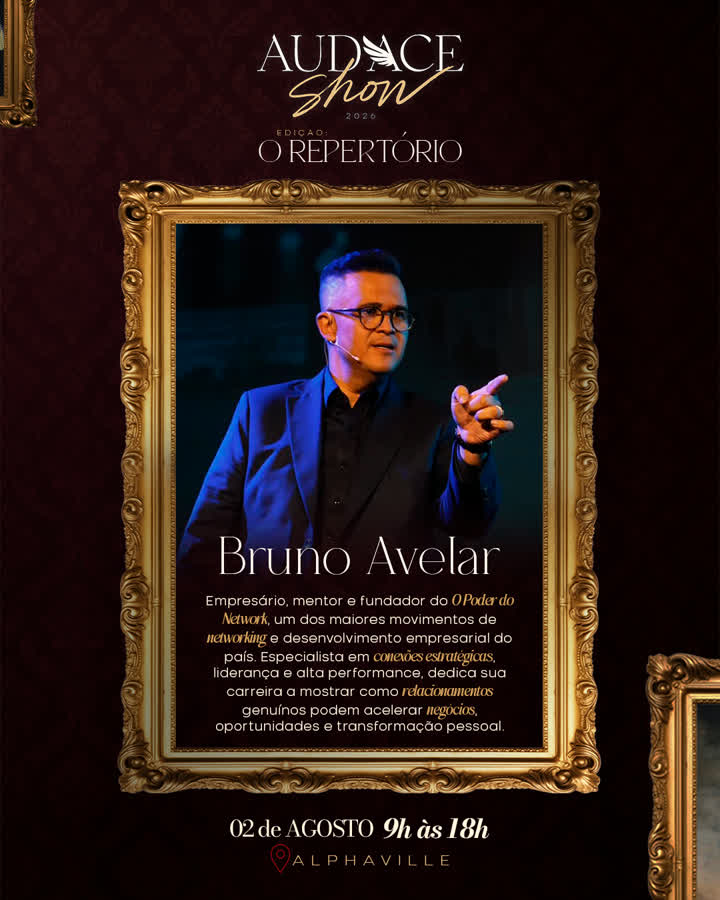 AUDACE
Show
2026
EDIÇÃO:
O REPERTÓRIO
Bruno Avelar
Empresário, mentor e fundador do O Poder do
Network, um dos maiores movimentos de
networking e desenvolvimento empresarial do
país. Especialista em conexões estratégicas,
liderança e alta performance, dedica sua
carreira a mostrar como relacionamentos
genuínos podem acelerar negócios,
oportunidades e transformação pessoal.
02 de AGOSTO 9h às 18h
ALPHAVILLE